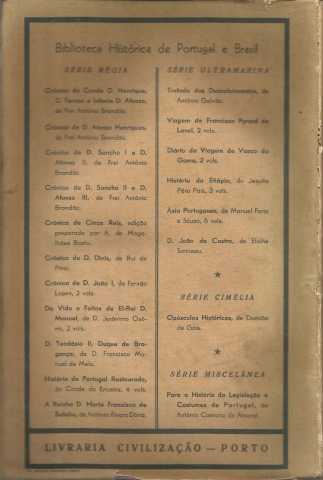 Biblioteca Histórica de Portugal e Brasil
SÉRIE RÉGIA
Crónica do Conde D. Henrique,
D. Teresa e Infante D. Afonso,
de Frei António Brandão.
Crónica de D. Afonso Henriques,
de Frei António Brandão.
Crónica de D. Sancho I e D.
Afonso II, de Frei António
Brandão.
Crónica de D. Sancho II e D.
Afonso III, de Frei António
Brandão.
Crónica de Cinco Reis, edição
preparada por A. de Maga-
lhães Basto.
Crónica de D. Dinis, de Rui de
Pina.
Crónica de D. João I, de Fernão
Lopes, 2 vols.
Da Vida e Feitos de El-Rei D.
Manuel, de D. Jerónimo Osó-
rio, 2 vols.
D. Teodósio II, Duque de Bra-
gança, de D. Francisco Ma-
nuel de Melo.
História de Portugal Restaurado,
do Conde da Ericeira, 4 vols.
A Rainha D. Maria Francisca de
Sabóia, de António Álvaro Dória.
SÉRIE ULTRAMARINA
Tratado dos Descobrimentos, de
António Galvão.
Viagem de Francisco Pyrard de
Laval, 2 vols.
Diário da Viagem de Vasco da
Gama, 2 vols.
História da Etiópia, do Jesuíta
Pêro Pais, 3 vols.
Ásia Portuguesa, de Manuel Faria
e Sousa, 6 vols.
D. João de Castro, de Elaine
Sanceau.
★
SÉRIE CIMÉLIA
Opúsculos Históricos, de Damião
de Góis.
★
SÉRIE MISCELÂNEA
Para a História da Legislação e
Costumes de Portugal, de
António Caetano do Amaral.
LIVRARIA CIVILIZAÇÃO — PORTO